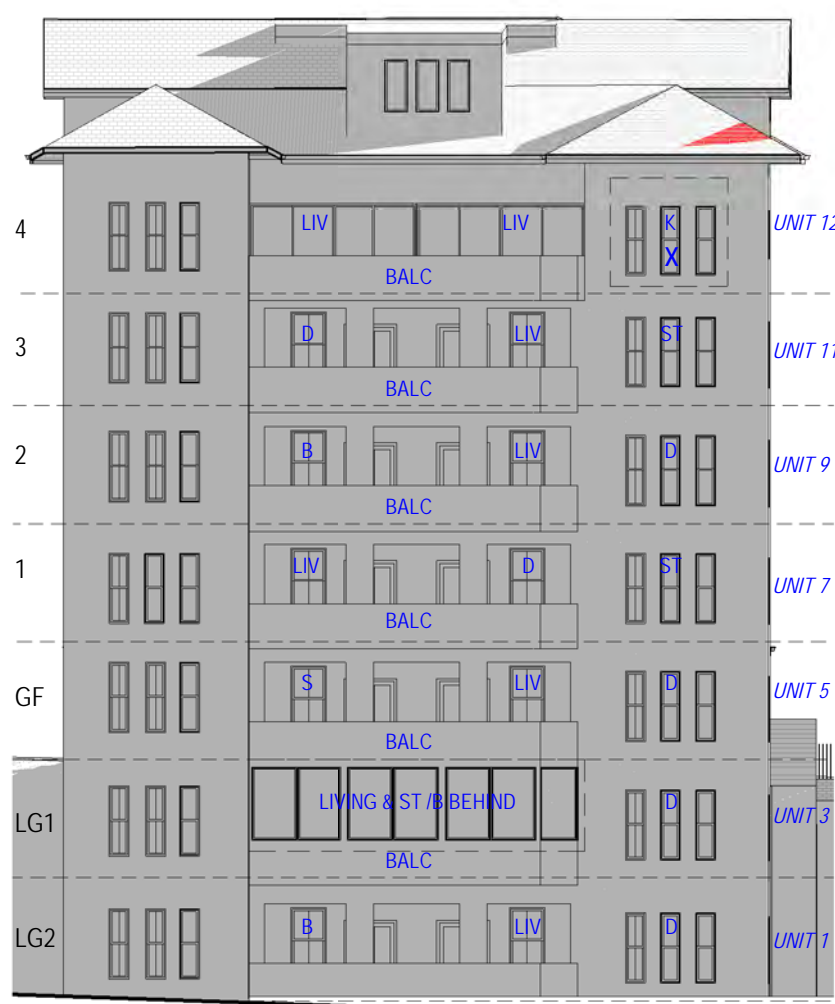 4 LIV LIV K UNIT 12
X
BALC
3 D LIV ST UNIT 11
BALC
2 B LIV D UNIT 9
BALC
1 LIV D ST UNIT 7
BALC
GF S LIV D UNIT 5
BALC
LG1 LIVING & ST /B BEHIND D UNIT 3
BALC
LG2 B LIV D UNIT 1